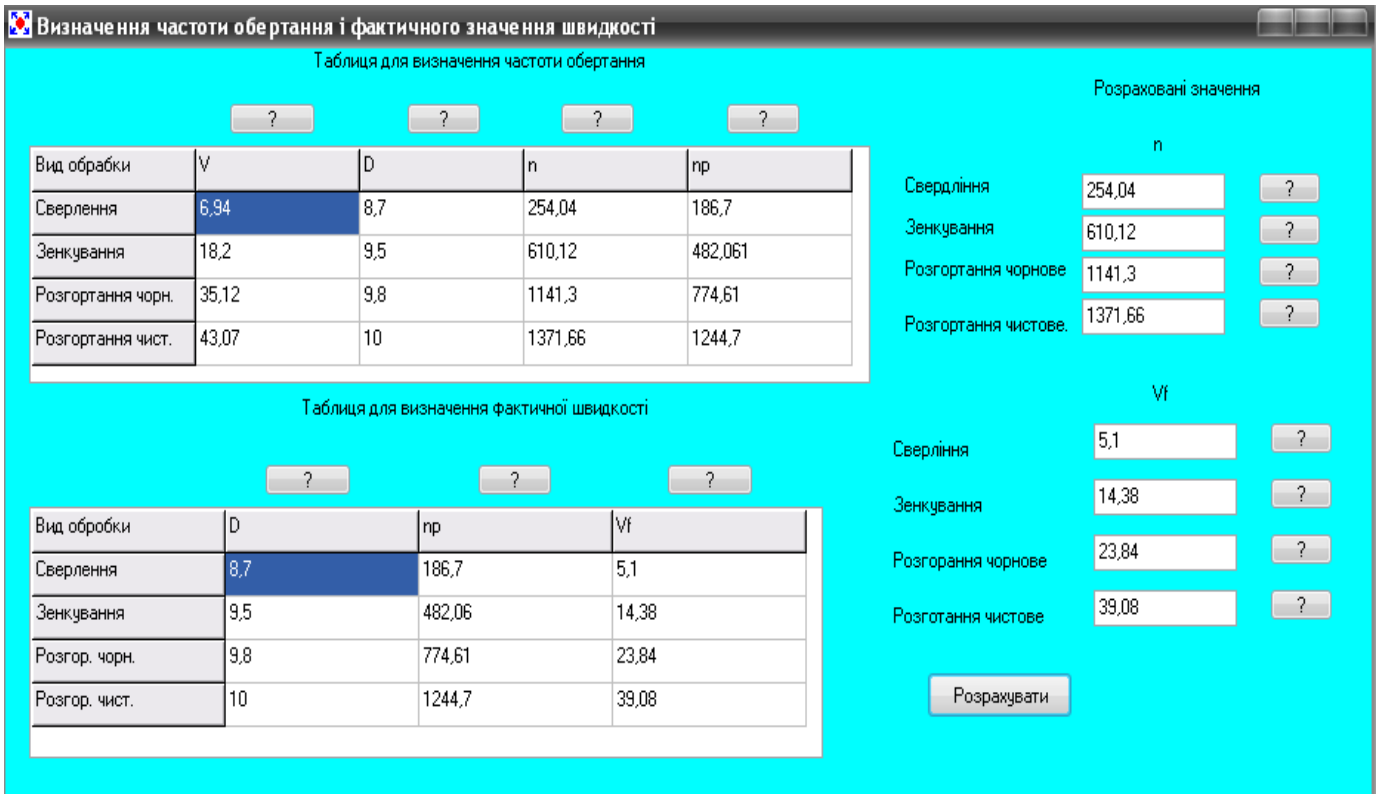 Визначення частоти обертання і фактичного значення швидкості
Таблиця для визначення частоти обертання
? ? ? ?
Вид обрабки V D n np
Сверлення 6,94 8,7 254,04 186,7
Зенкування 18,2 9,5 610,12 482,061
Розгортання чорн. 35,12 9,8 1141,3 774,61
Розгортання чист. 43,07 10 1371,66 1244,7
Таблиця для визначення фактичної швидкості
? ? ?
Вид обробки D np Vf
Сверлення 8,7 186,7 5,1
Зенкування 9,5 482,06 14,38
Розгор. чорн. 9,8 774,61 23,84
Розгор. чист. 10 1244,7 39,08
Розраховані значення
n
Свердління 254,04 ?
Зенкування 610,12 ?
Розгортання чорнове 1141,3 ?
Розгортання чистове. 1371,66 ?
Vf
Сверління 5,1 ?
Зенкування 14,38 ?
Розгорання чорнове 23,84 ?
Розготання чистове 39,08 ?
Розрахувати